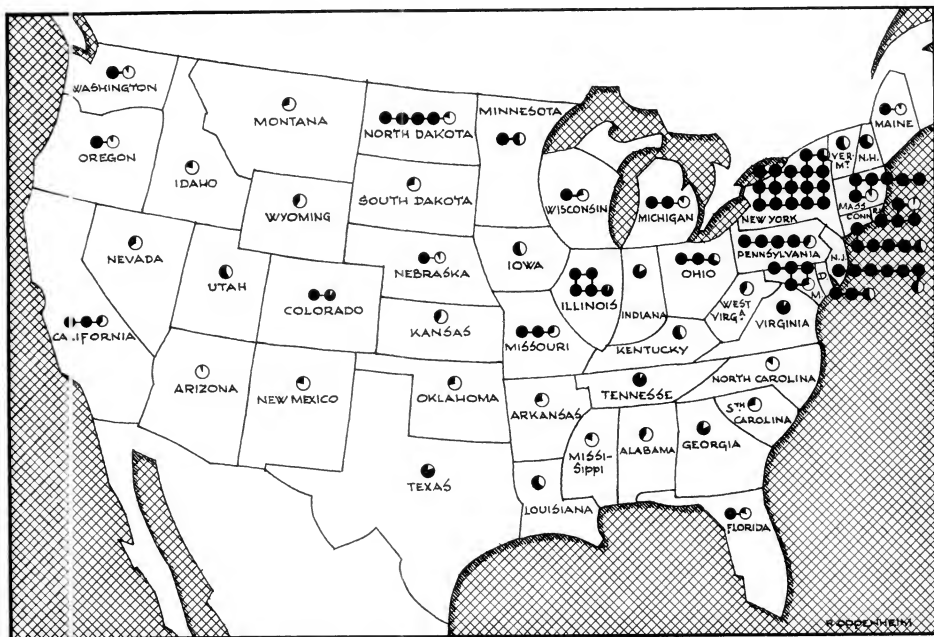 WASHINGTON
OREGON
IDAHO
MONTANA
WYOMING
NEVADA
UTAH
COLORADO
CALIFORNIA
ARIZONA
NEW MEXICO
NORTH DAKOTA
SOUTH DAKOTA
NEBRASKA
KANSAS
OKLAHOMA
TEXAS
MINNESOTA
IOWA
MISSOURI
ARKANSAS
LOUISIANA
WISCONSIN
ILLINOIS
MICHIGAN
INDIANA
OHIO
KENTUCKY
TENNESSE
MISSI-
SIPPI
ALABAMA
GEORGIA
FLORIDA
STH
CAROLINA
NORTH CAROLINA
VIRGINIA
WEST
VIRGA
PENNSYLVANIA
NEW YORK
VER-
MT.
N.H.
MAINE
MASS
CONN
N.J.
D
M